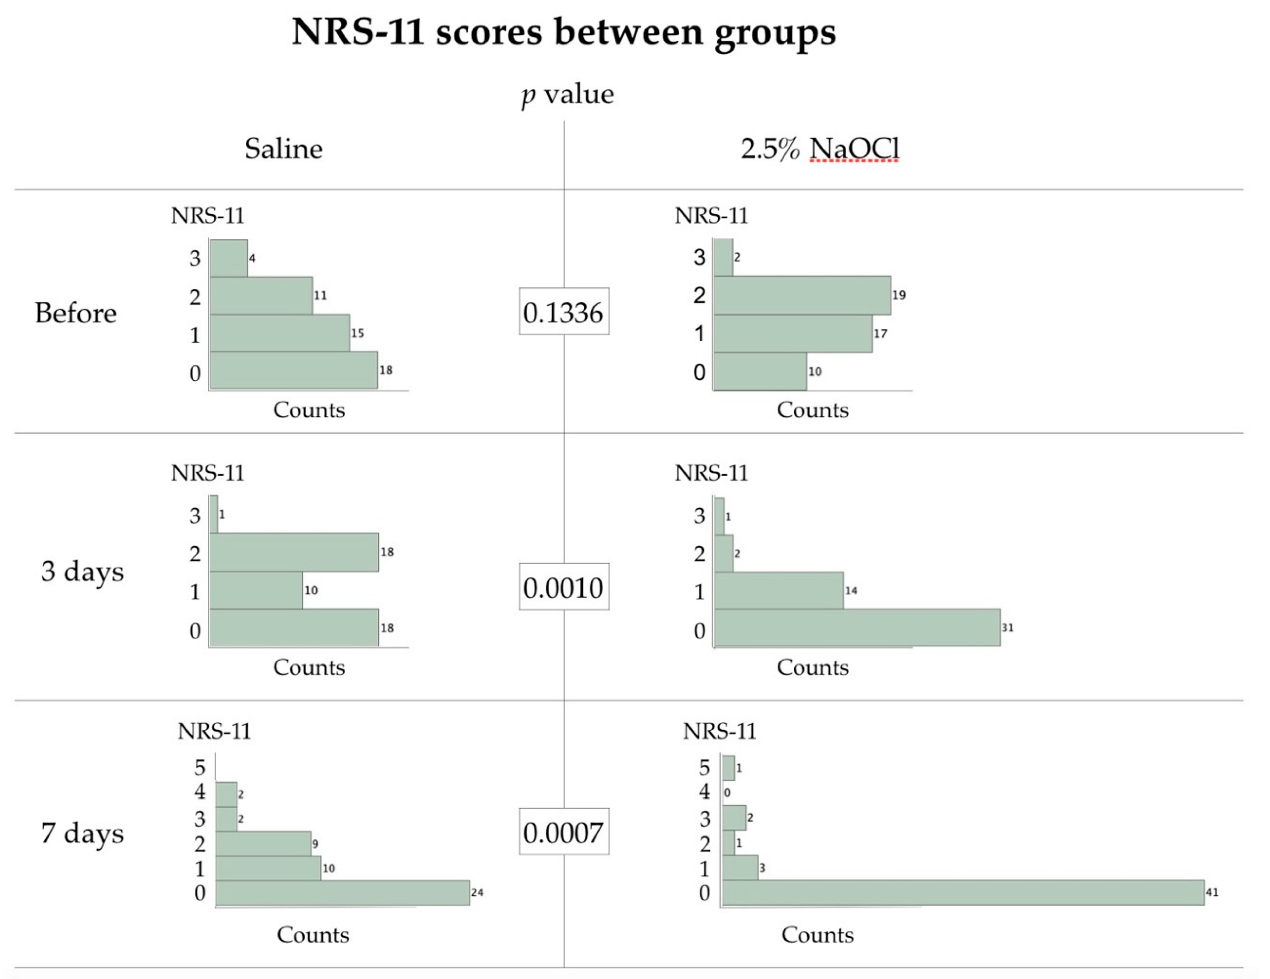 NRS-11 scores between groups
p value
Saline
2.5% NaOCl
Before
NRS-11
3 4
2 11
1 15
0 18
Counts
0.1336
NRS-11
3 2
2 19
1 17
0 10
Counts
3 days
NRS-11
3 1
2 18
1 10
0 18
Counts
0.0010
NRS-11
3 1
2 2
1 14
0 31
Counts
7 days
NRS-11
5
4 2
3 2
2 9
1 10
0 24
Counts
0.0007
NRS-11
5 1
4 0
3 2
2 1
1 3
0 41
Counts